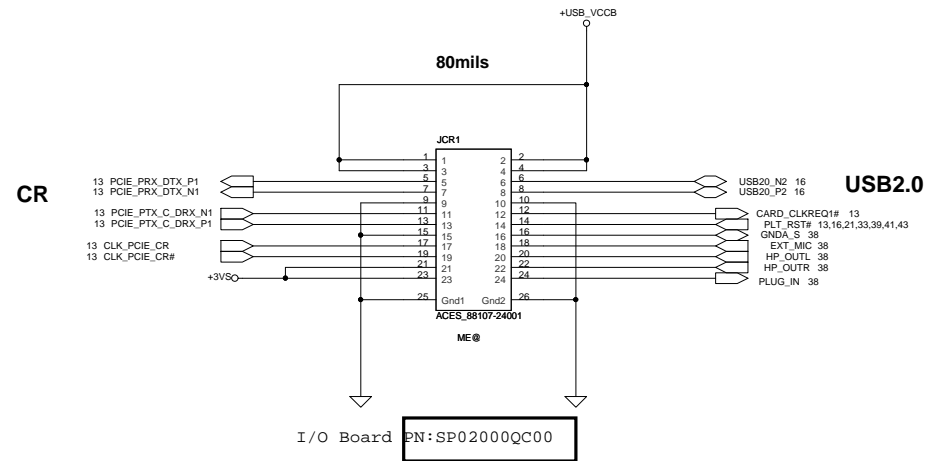 +USB_VCCB
80mils
JCR1
1 1 2 2
3 3 4 4
13 PCIE_PRX_DTX_P1 5 5 6 6 USB20_N2 16
13 PCIE_PRX_DTX_N1 7 7 8 8 USB20_P2 16
CR
USB2.0
9 9 10 10
13 PCIE_PTX_C_DRX_N1 11 11 12 12 CARD_CLKREQ1# 13
13 PCIE_PTX_C_DRX_P1 13 13 14 14 PLT_RST# 13,16,21,33,39,41,43
15 15 16 16 GNDA_S 38
13 CLK_PCIE_CR 17 17 18 18 EXT_MIC 38
13 CLK_PCIE_CR# 19 19 20 20 HP_OUTL 38
21 21 22 22 HP_OUTR 38
+3VS 23 23 24 24 PLUG_IN 38
25 Gnd1 Gnd2 26
ACES_88107-24001
ME@
I/O Board PN:SP02000QC00